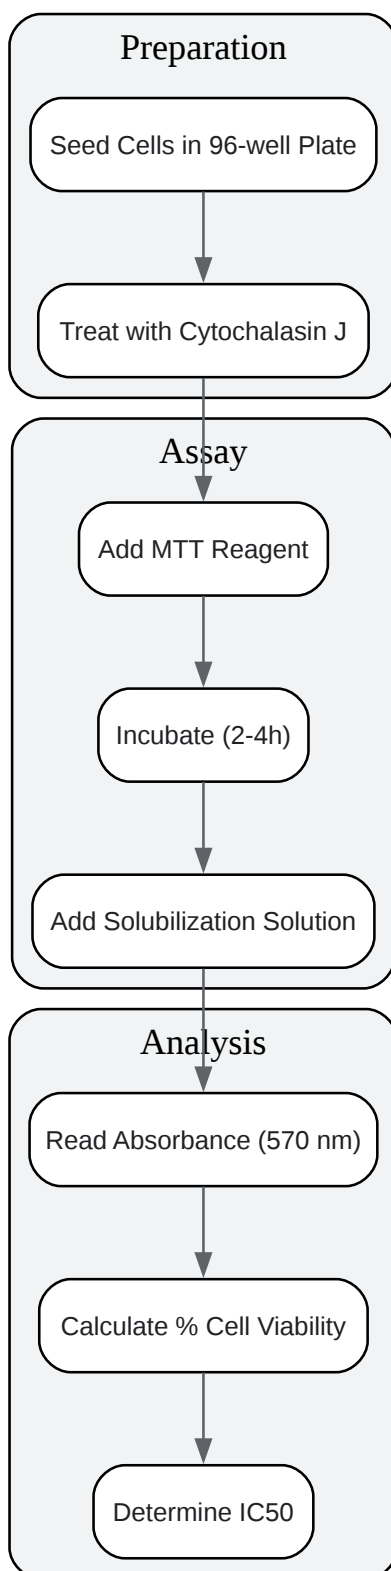 Preparation
Seed Cells in 96-well Plate
Treat with Cytochalasin J
Assay
Add MTT Reagent
Incubate (2-4h)
Add Solubilization Solution
Analysis
Read Absorbance (570 nm)
Calculate % Cell Viability
Determine IC50